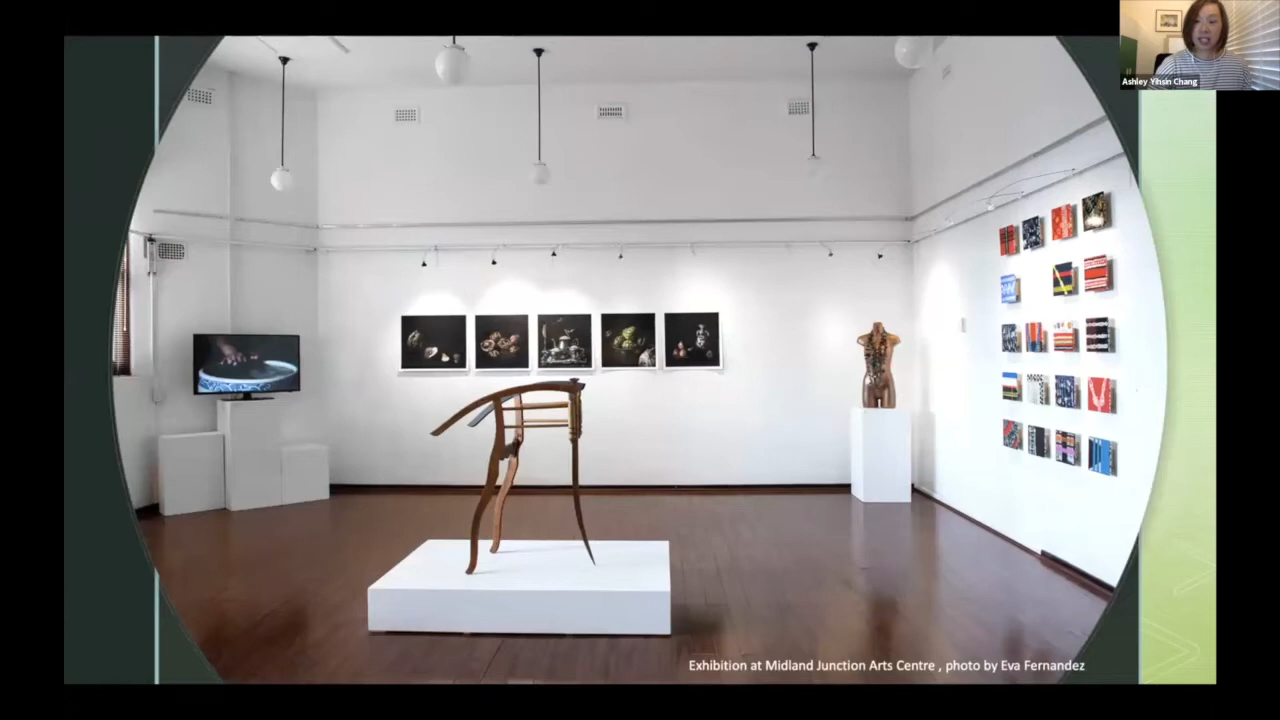 Ashley Yihsin Chang
Exhibition at Midland Junction Arts Centre , photo by Eva Fernandez